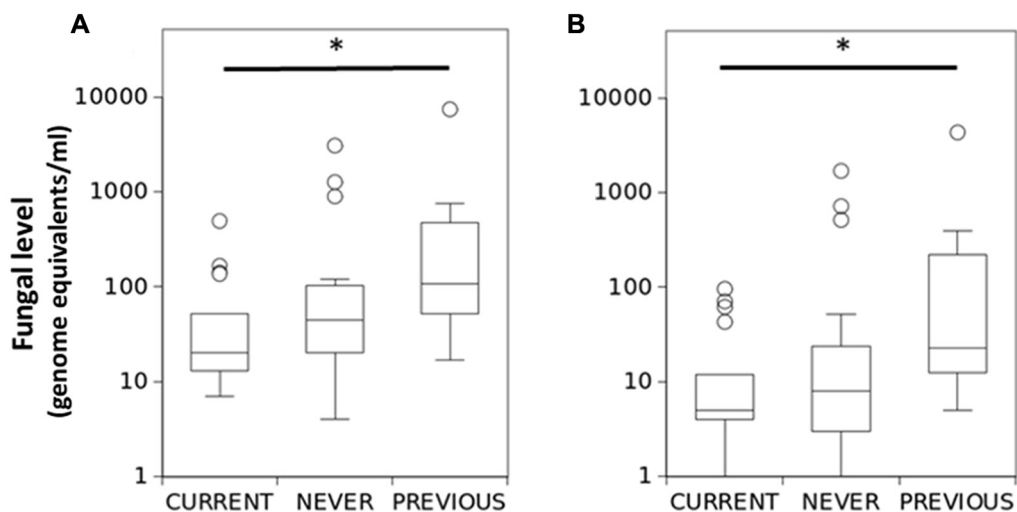 A
B
*
*
Fungal level
(genome equivalents/ml)
10000
1000
100
10
1
CURRENT NEVER PREVIOUS
10000
1000
100
10
1
CURRENT NEVER PREVIOUS